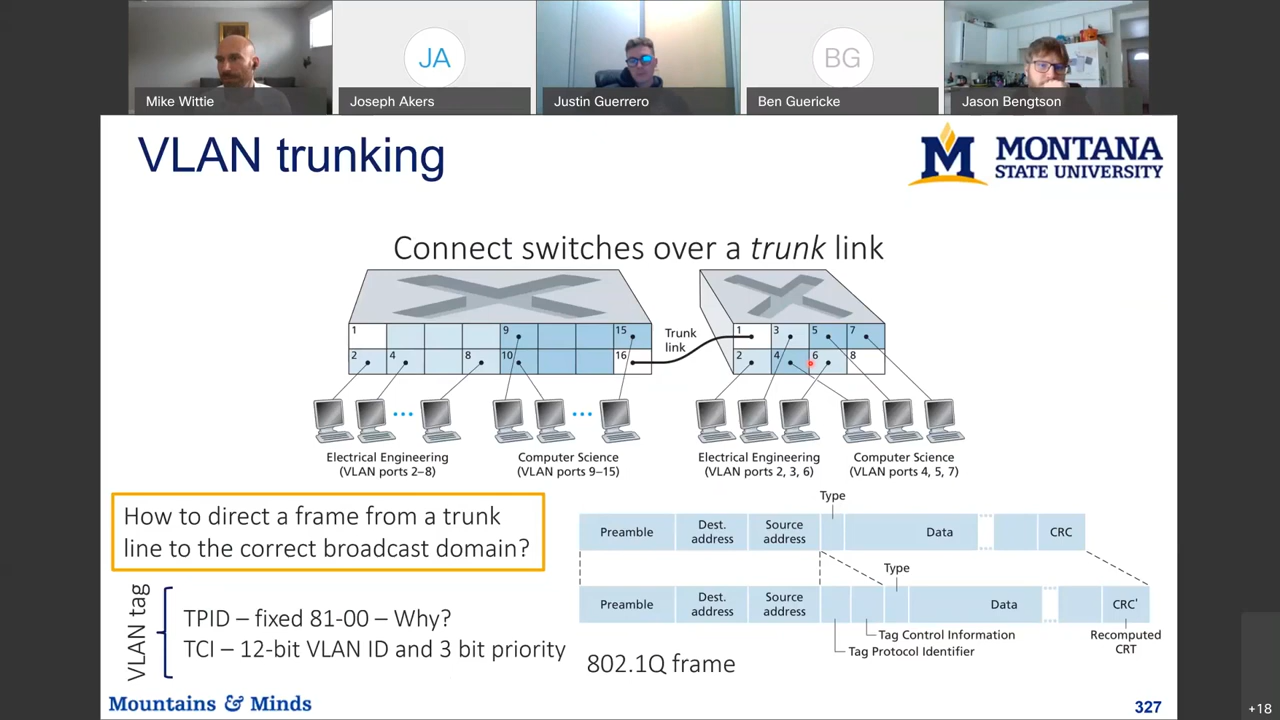 JA
BG
Mike Wittie
Joseph Akers
Justin Guerrero
Ben Guericke
Jason Bengtson
VLAN trunking
M MONTANA
STATE UNIVERSITY
Connect switches over a trunk link
1
9
15
2
4
8
10
16
Trunk
link
1
3
5
7
2
4
6
8
Electrical Engineering
(VLAN ports 2–8)
Computer Science
(VLAN ports 9–15)
Electrical Engineering
(VLAN ports 2, 3, 6)
Computer Science
(VLAN ports 4, 5, 7)
How to direct a frame from a trunk
line to the correct broadcast domain?
VLAN tag
TPID – fixed 81-00 – Why?
TCI – 12-bit VLAN ID and 3 bit priority
Type
Preamble
Dest.
address
Source
address
Data
CRC
Type
Preamble
Dest.
address
Source
address
Data
CRC'
Tag Control Information
Tag Protocol Identifier
Recomputed
CRT
802.1Q frame
Mountains & Minds
327
+18